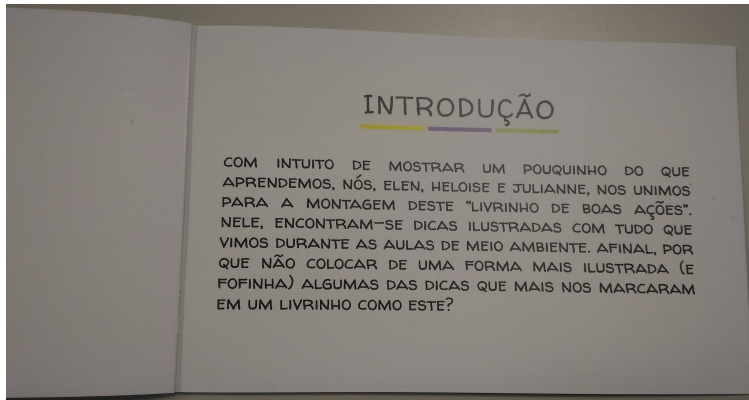 INTRODUÇÃO
COM INTUITO DE MOSTRAR UM POUQUINHO DO QUE
APRENDEMOS, NÓS, ELEN, HELOISE E JULIANNE, NOS UNIMOS
PARA A MONTAGEM DESTE "LIVRINHO DE BOAS AÇÕES".
NELE, ENCONTRAM-SE DICAS ILUSTRADAS COM TUDO QUE
VIMOS DURANTE AS AULAS DE MEIO AMBIENTE. AFINAL, POR
QUE NÃO COLOCAR DE UMA FORMA MAIS ILUSTRADA (E
FOFINHA) ALGUMAS DAS DICAS QUE MAIS NOS MARCARAM
EM UM LIVRINHO COMO ESTE?